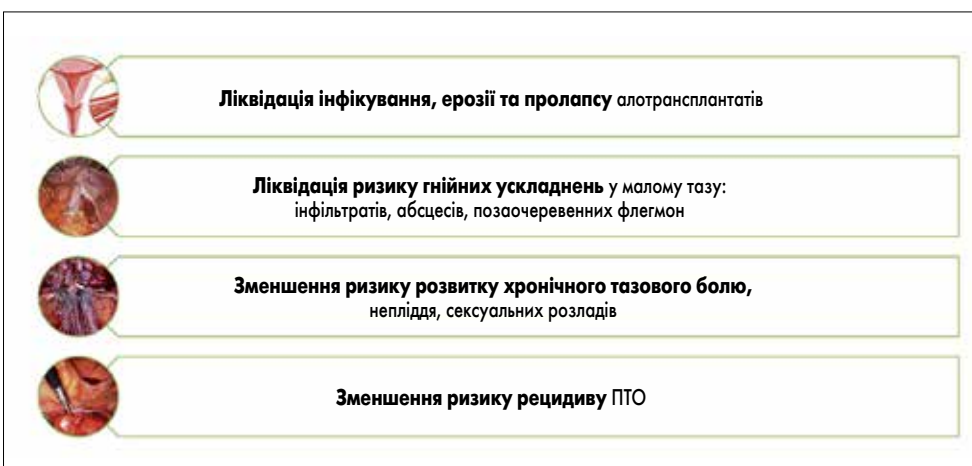 Ліквідація інфікування, ерозії та пролапсу алотрансплантатів
Ліквідація ризику гнійних ускладнень у малому тазу:
інфільтратів, абсцесів, позаочеревенних флегмон
Зменшення ризику розвитку хронічного тазового болю,
непліддя, сексуальних розладів
Зменшення ризику рецидиву ПТО